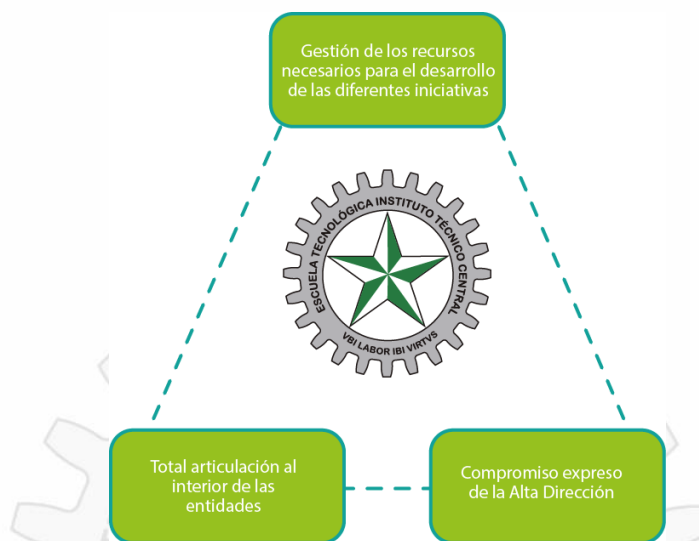 Gestión de los recursos
necesarios para el desarrollo
de las diferentes iniciativas
ESCUELA TECNOLÓGICA INSTITUTO TÉCNICO CENTRAL
VBI LABOR IBI VIRTVS
Total articulación al
interior de las
entidades
Compromiso expreso
de la Alta Dirección